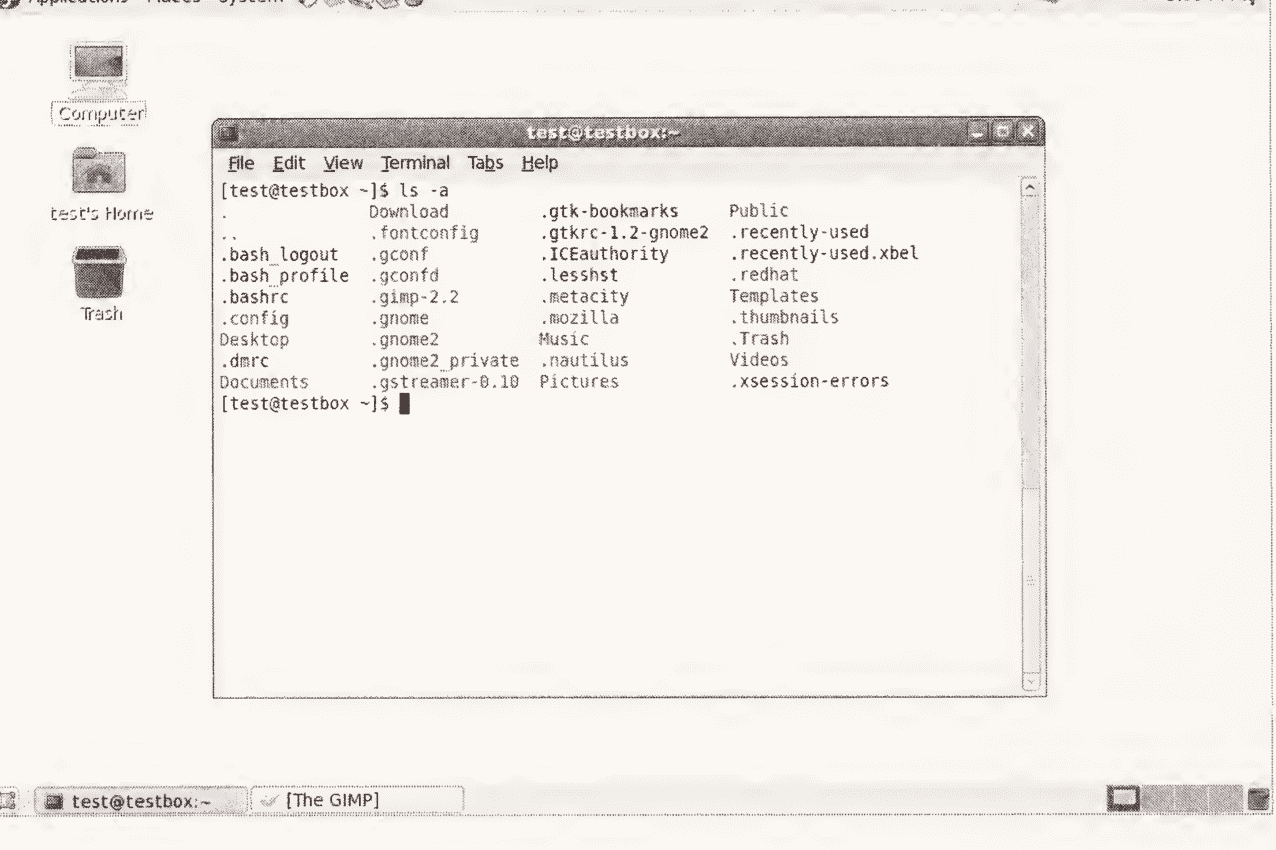 Applications Places System
Computer
test's Home
Trash
test@testbox:~
File Edit View Terminal Tabs Help
[test@testbox ~]$ ls -a
. Download .gtk-bookmarks Public
.. .fontconfig .gtkrc-1.2-gnome2 .recently-used
.bash_logout .gconf .ICEauthority .recently-used.xbel
.bash_profile .gconfd .lesshst .redhat
.bashrc .gimp-2.2 .metacity Templates
.config .gnome .mozilla .thumbnails
Desktop .gnome2 Music .Trash
.dmrc .gnome2_private .nautilus Videos
Documents .gstreamer-0.10 Pictures .xsession-errors
[test@testbox ~]$
test@testbox:~ [The GIMP]